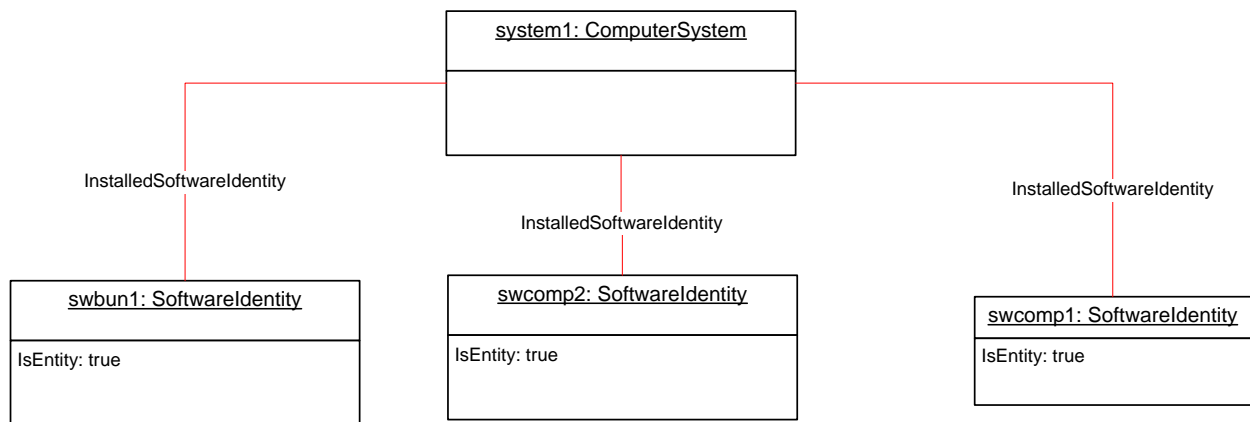 system1: ComputerSystem
InstalledSoftwareIdentity
InstalledSoftwareIdentity
InstalledSoftwareIdentity
swbun1: SoftwareIdentity
IsEntity: true
swcomp2: SoftwareIdentity
IsEntity: true
swcomp1: SoftwareIdentity
IsEntity: true